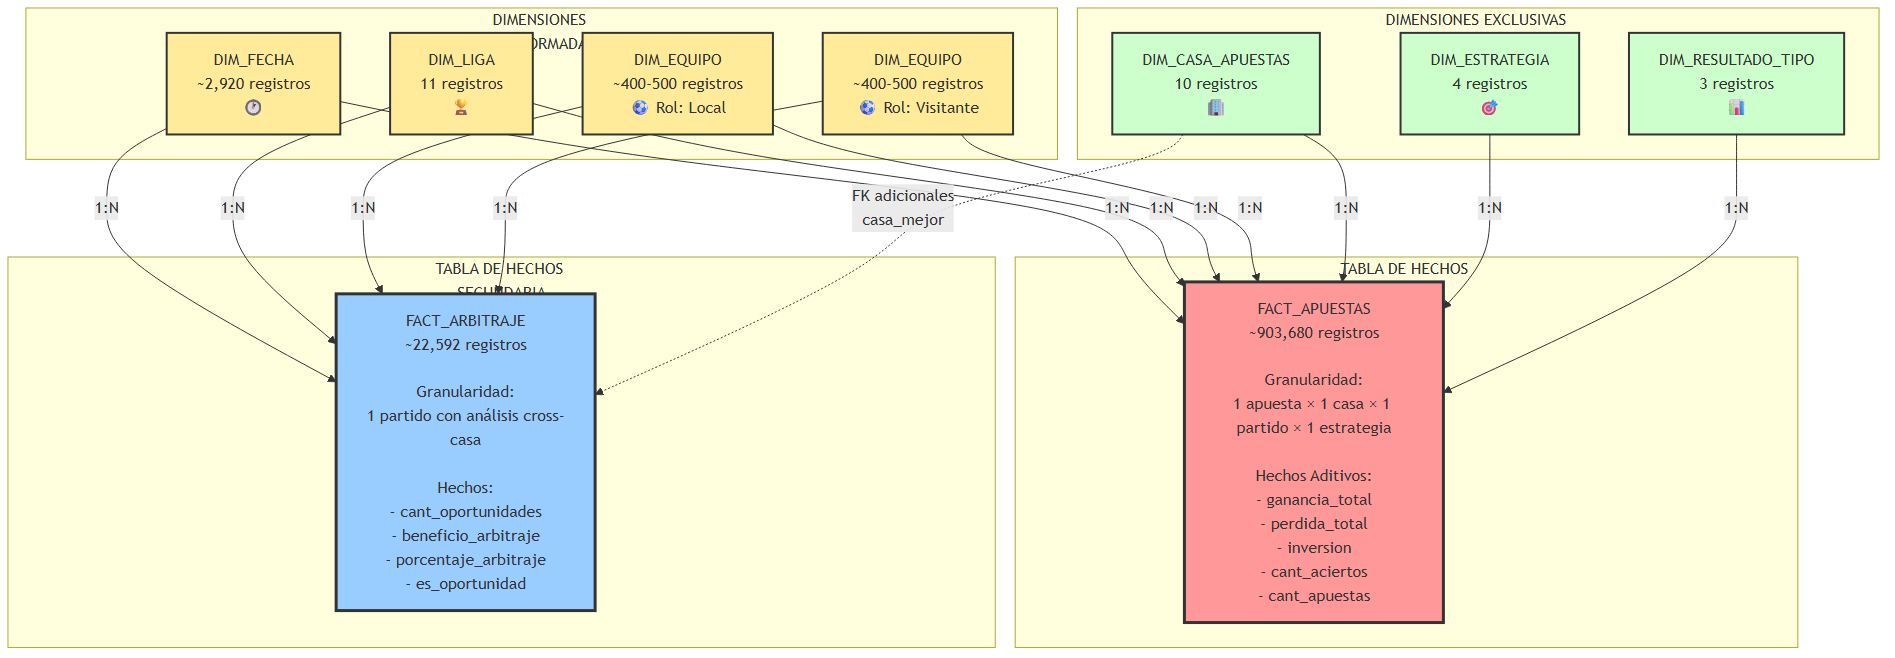 DIMENSIONES
DIM_FECHA
~2,920 registros
DIM_LIGA
11 registros
DIM_EQUIPO
~400-500 registros
Rol: Local
DIM_EQUIPO
~400-500 registros
Rol: Visitante
DIMENSIONES EXCLUSIVAS
DIM_CASA_APUESTAS
10 registros
DIM_ESTRATEGIA
4 registros
DIM_RESULTADO_TIPO
3 registros
1:N
1:N
1:N
1:N
FK adicionales
casa_mejor
1:N
1:N
1:N
1:N
1:N
1:N
1:N
TABLA DE HECHOS
SECUNDARIA
FACT_ARBITRAJE
~22,592 registros
Granularidad:
1 partido con análisis cross-
casa
Hechos:
- cant_oportunidades
- beneficio_arbitraje
- porcentaje_arbitraje
- es_oportunidad
TABLA DE HECHOS
FACT_APUESTAS
~903,680 registros
Granularidad:
1 apuesta × 1 casa × 1
partido × 1 estrategia
Hechos Aditivos:
- ganancia_total
- perdida_total
- inversion
- cant_aciertos
- cant_apuestas